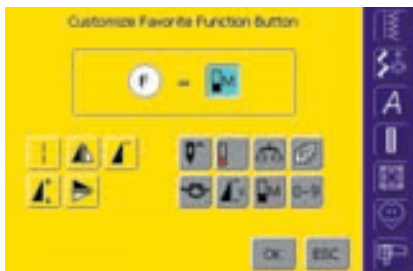 Customize Favorite Function Button
F = M
A
M 0-9
OK ESC